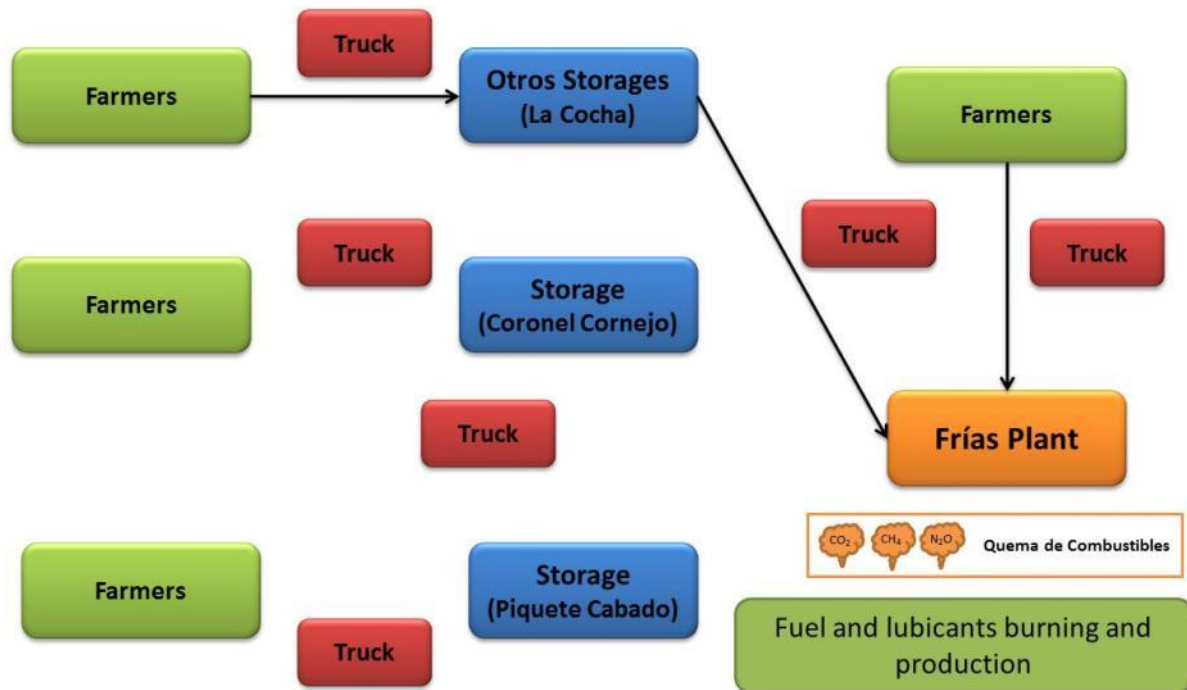 Truck
Farmers
Otros Storages
(La Cocha)
Farmers
Truck
Truck
Truck
Farmers
Storage
(Coronel Cornejo)
Truck
Frías Plant
CO₂ CH₄ N₂O Quema de Combustibles
Farmers
Storage
(Piquete Cabado)
Truck
Fuel and lubicants burning and
production